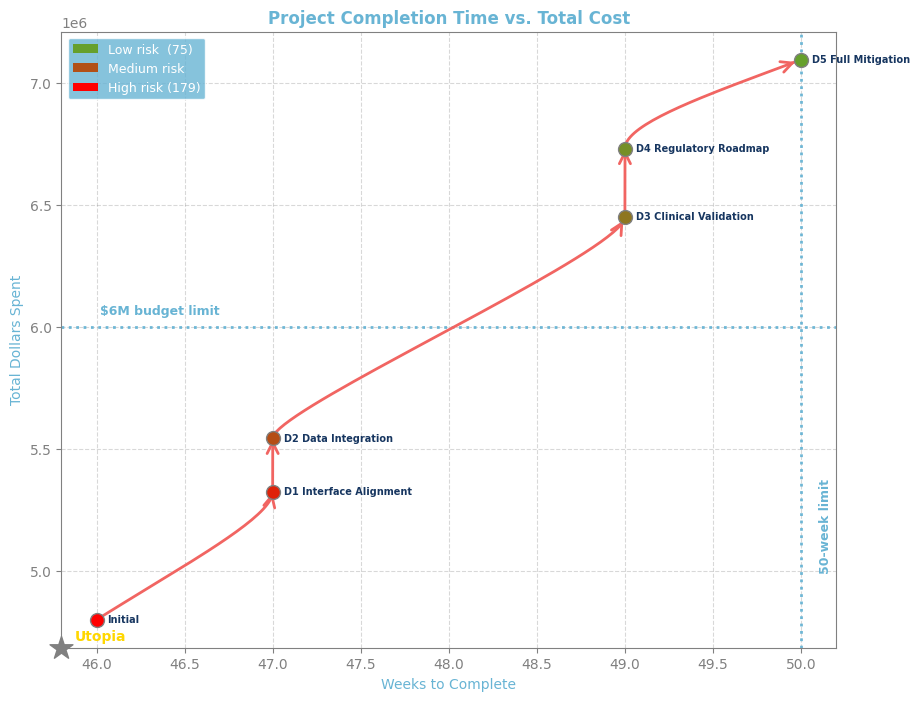 Project Completion Time vs. Total Cost
1e6
Low risk  (75)
Medium risk
High risk (179)
D5 Full Mitigation
7.0
D4 Regulatory Roadmap
6.5
D3 Clinical Validation
$6M budget limit
6.0
Total Dollars Spent
D2 Data Integration
5.5
D1 Interface Alignment
50-week limit
5.0
Initial
Utopia
46.0 46.5 47.0 47.5 48.0 48.5 49.0 49.5 50.0
Weeks to Complete